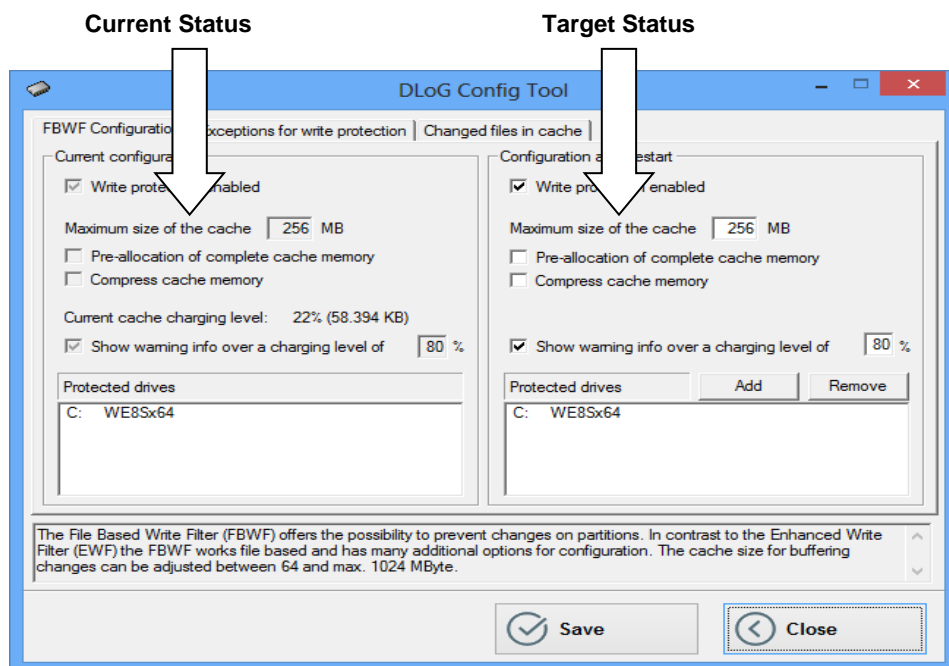 Current Status
Target Status
DLoG Config Tool
FBWF Configuration
Exceptions for write protection
Changed files in cache
Current configura
Write prote nabled
Maximum size of the cache 256 MB
Pre-allocation of complete cache memory
Compress cache memory
Current cache charging level: 22% (58.394 KB)
Show warning info over a charging level of 80 %
Protected drives
C: WE8Sx64
Configuration a estart
Write pro n enabled
Maximum size of the cache 256 MB
Pre-allocation of complete cache memory
Compress cache memory
Show warning info over a charging level of 80 %
Protected drives Add Remove
C: WE8Sx64
The File Based Write Filter (FBWF) offers the possibility to prevent changes on partitions. In contrast to the Enhanced Write
Filter (EWF) the FBWF works file based and has many additional options for configuration. The cache size for buffering
changes can be adjusted between 64 and max. 1024 MByte.
Save
Close